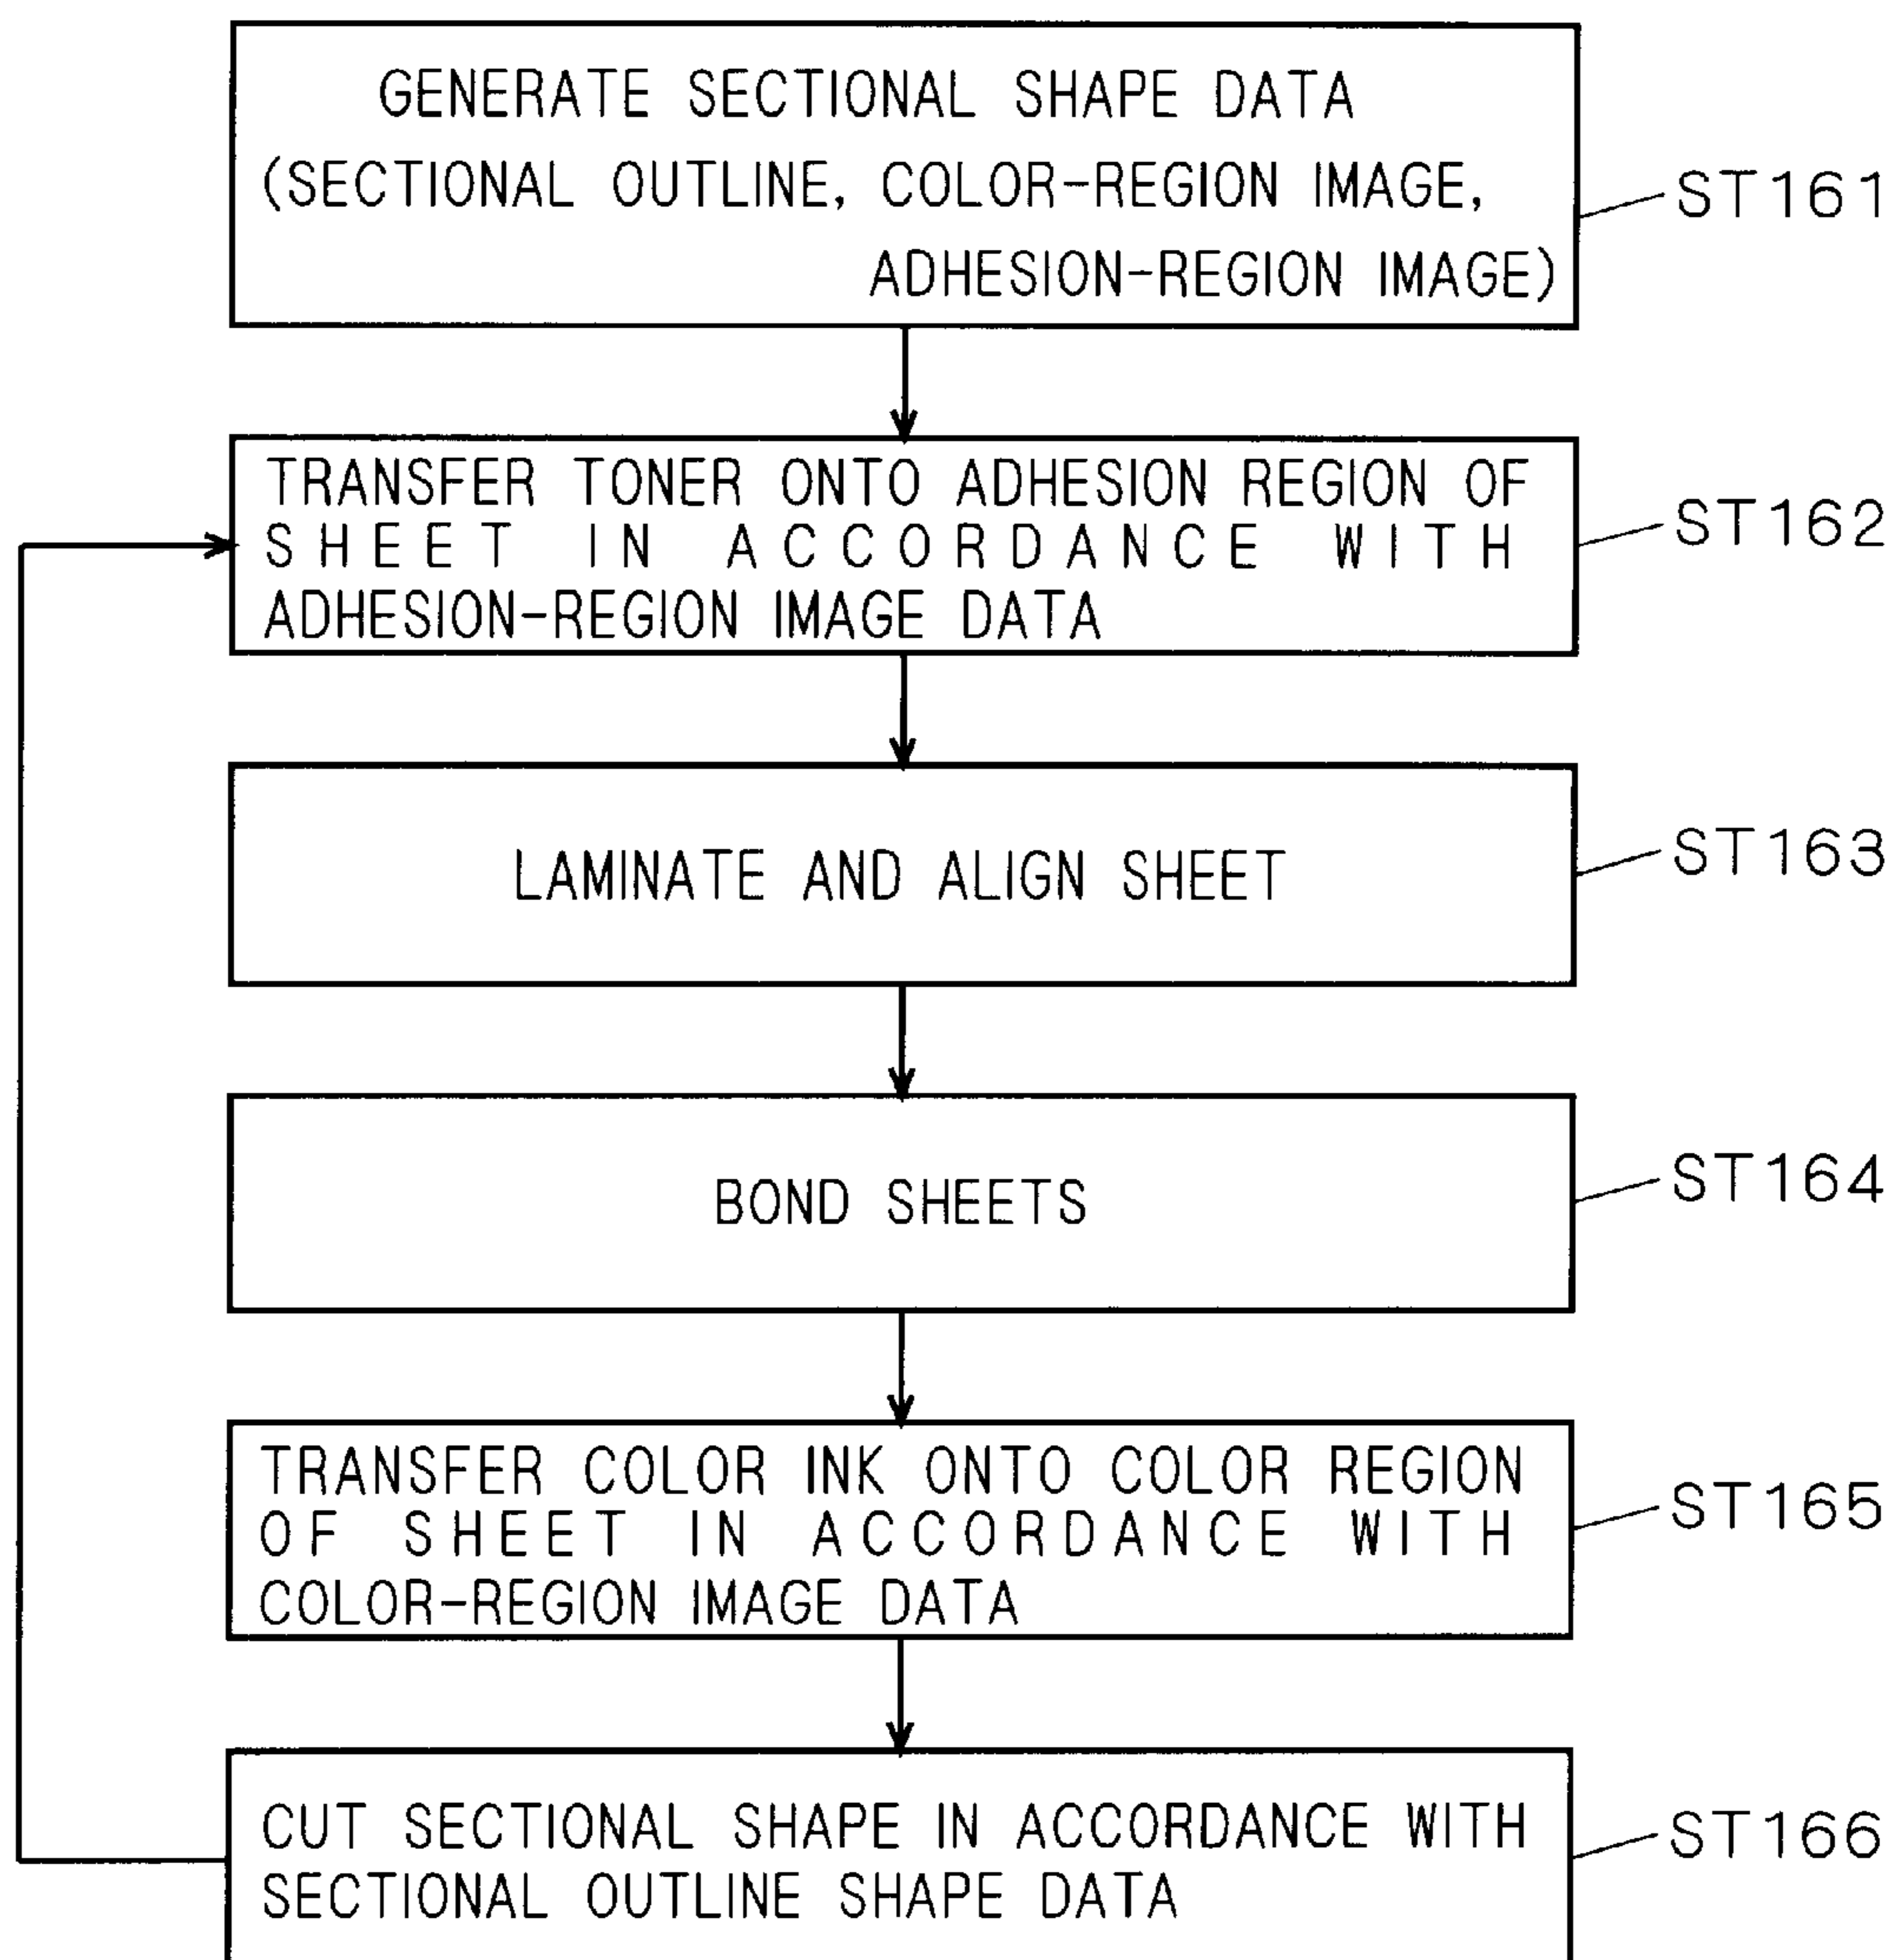 GENERATE SECTIONAL SHAPE DATA
(SECTIONAL OUTLINE, COLOR-REGION IMAGE,
ADHESION-REGION IMAGE)
ST161
TRANSFER TONER ONTO ADHESION REGION OF
SHEET IN ACCORDANCE WITH
ADHESION-REGION IMAGE DATA
ST162
LAMINATE AND ALIGN SHEET
ST163
BOND SHEETS
ST164
TRANSFER COLOR INK ONTO COLOR REGION
OF SHEET IN ACCORDANCE WITH
COLOR-REGION IMAGE DATA
ST165
CUT SECTIONAL SHAPE IN ACCORDANCE WITH
SECTIONAL OUTLINE SHAPE DATA
ST166